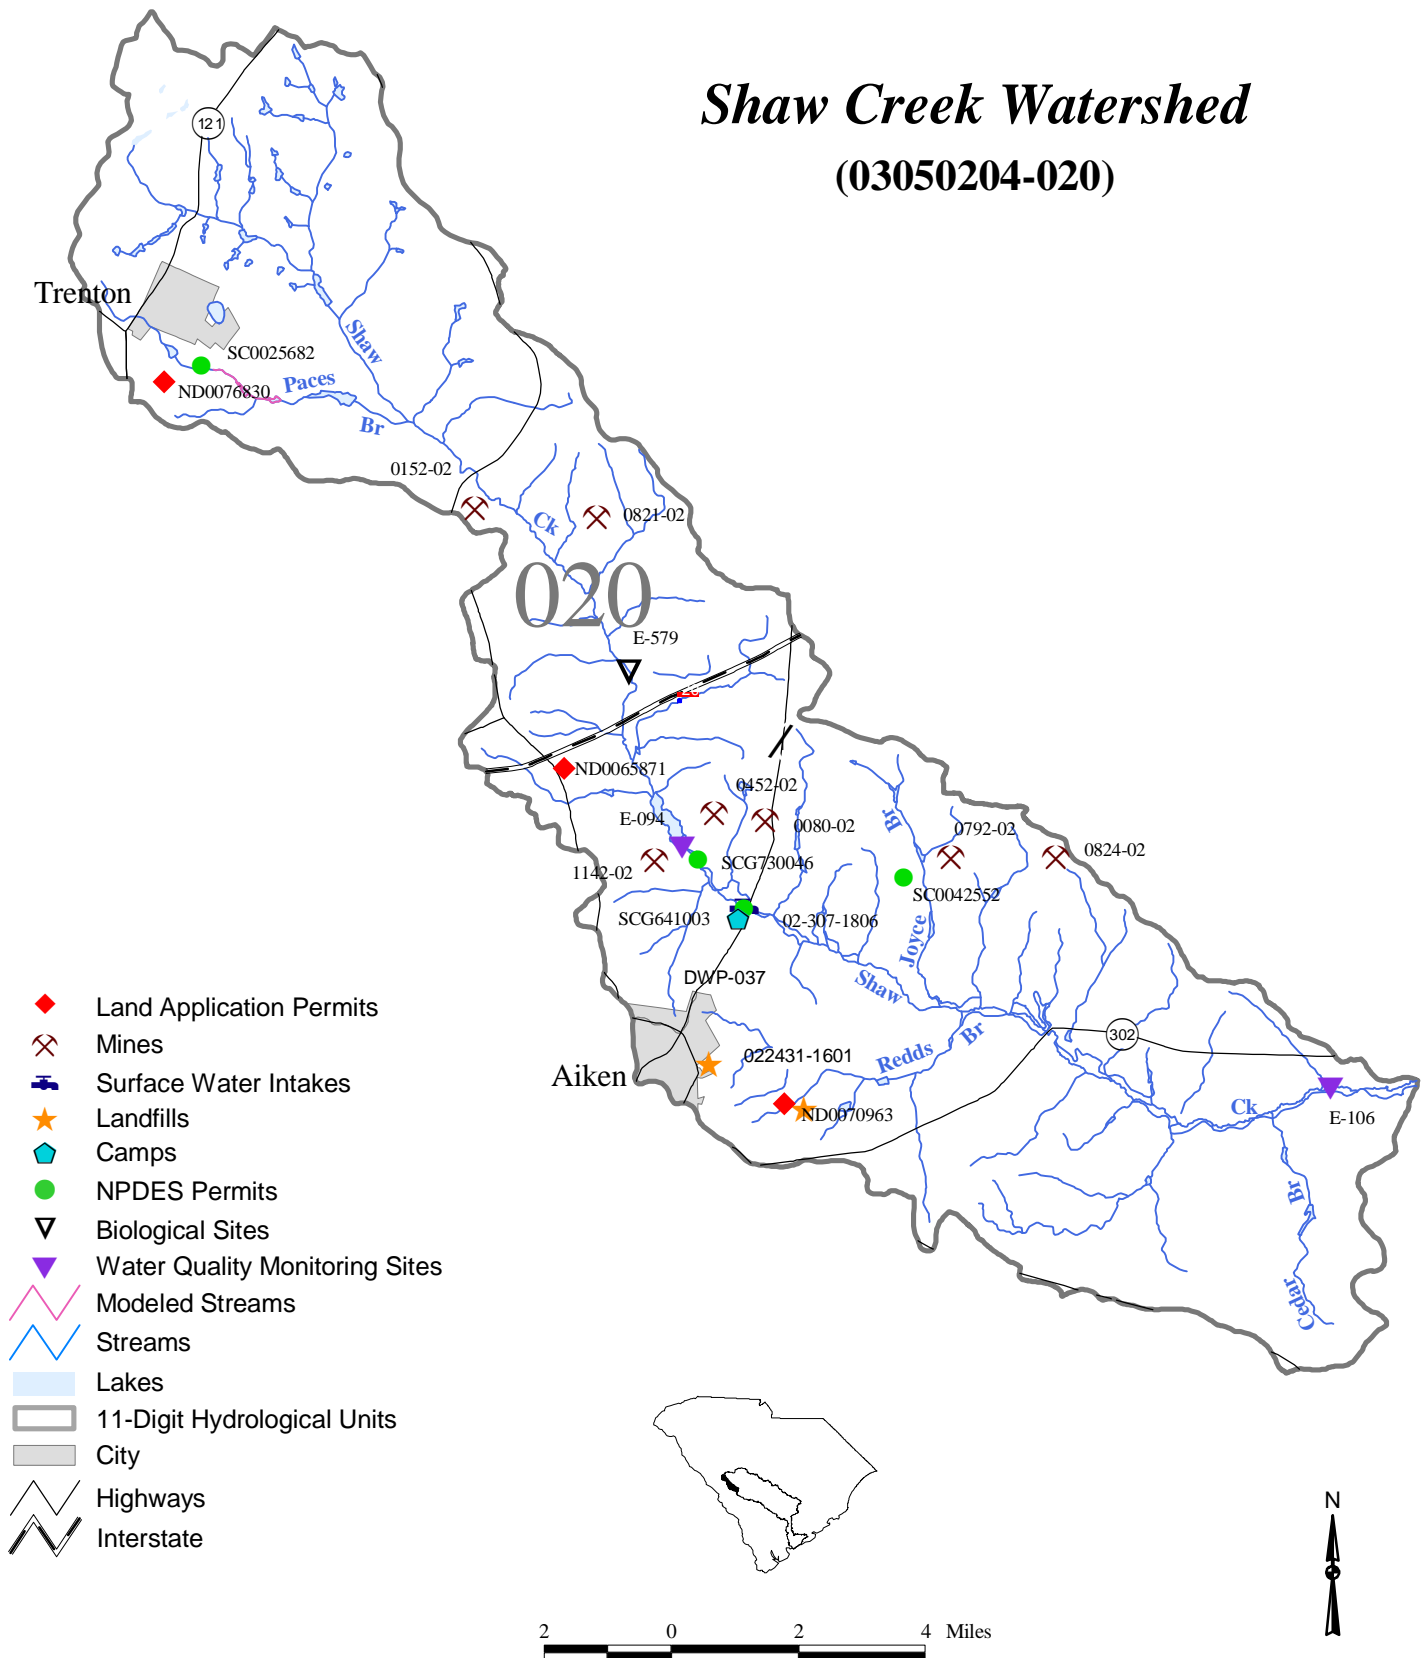 Shaw Creek Watershed
(03050204-020)
121
Trenton
SC0025682
ND0076830
Paces
Br
Shaw
0152-02
0821-02
Ck
020
E-579
20
ND0065871
0452-02
E-094
0080-02
Br
0792-02
0824-02
1142-02
SCG730046
SC0042552
SCG641003
02-307-1806
Joyce
DWP-037
Shaw
302
022431-1601
Redds
Br
Aiken
ND0070963
Ck
E-106
Br
Cedar
Land Application Permits
Mines
Surface Water Intakes
Landfills
Camps
NPDES Permits
Biological Sites
Water Quality Monitoring Sites
Modeled Streams
Streams
Lakes
11-Digit Hydrological Units
City
Highways
Interstate
N
2 0 2 4 Miles